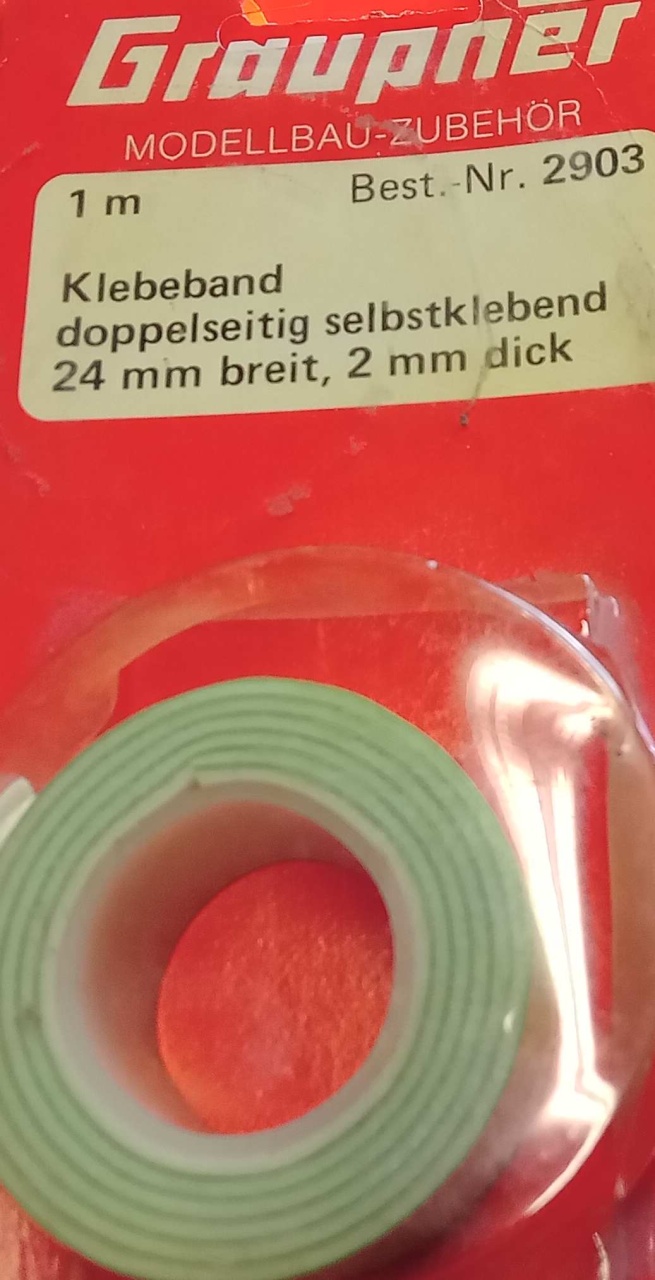 Graupner
MODELLBAU-ZUBEHÖR
1 m Best.-Nr. 2903
Klebeband
doppelseitig selbstklebend
24 mm breit, 2 mm dick